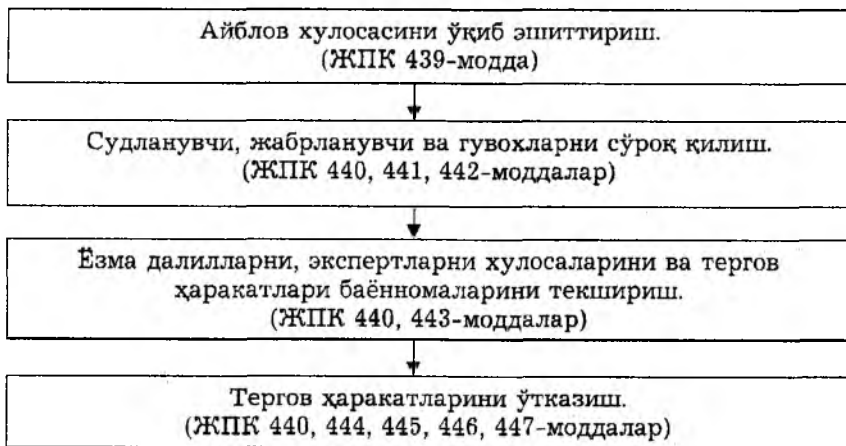 Айблов хулосасини ўқиб эшиттириш.
(ЖПК 439-модда)
Судланувчи, жабрланувчи ва гувохларни сўроқ қилиш.
(ЖПК 440, 441, 442-моддалар)
Ёзма далилларни, экспертларни хулосаларини ва тергов
ҳаракатлари баённомаларини текшириш.
(ЖПК 440, 443-моддалар)
Тергов ҳаракатларини ўтказиш.
(ЖПК 440, 444, 445, 446, 447-моддалар)